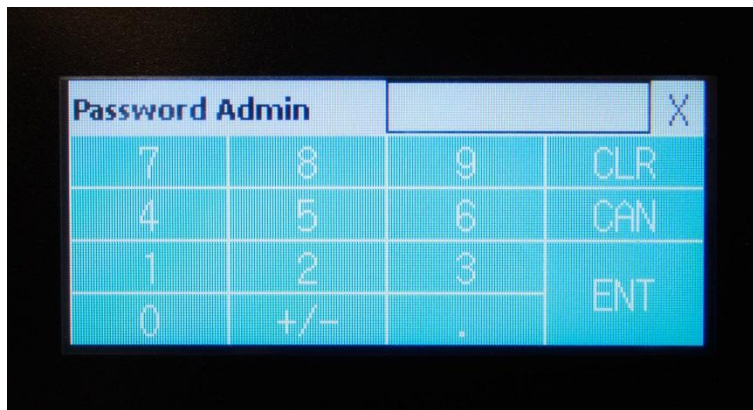 Password Admin X
7 8 9 CLR
4 5 6 CAN
1 2 3 ENT
0 +/- .